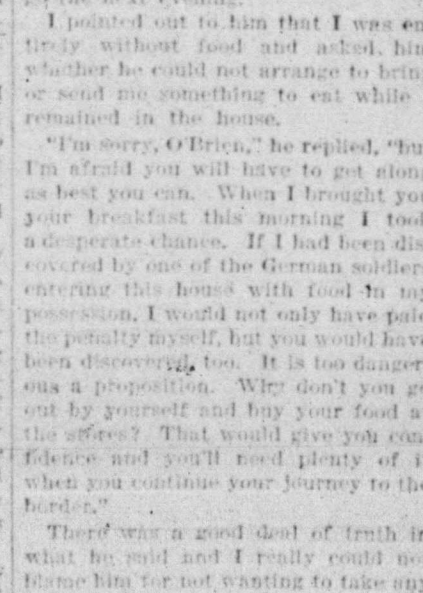 the next evening.
I pointed out to him that I was en
tirely without food and asked him
whether he could not arrange to brin
or send me something to eat while
remained in the house.
"I'm sorry, O'Brien," he replied, "bu
I'm afraid you will have to get along
as best you can. When I brought you
your breakfast this morning I took
a desperate chance. If I had been dis
covered by one of the German soldiers
entering this house with food in my
possession, I would not only have paid
the penalty myself, but you would have
been discovered, too. It is too danger
ous a proposition. Why don't you go
out by yourself and buy your food a
the stores? That would give you con
fidence and you'll need plenty of i
when you continue your journey to the
border."
There was a good deal of truth in
what he said and I really could no
blame him for not wanting to take any